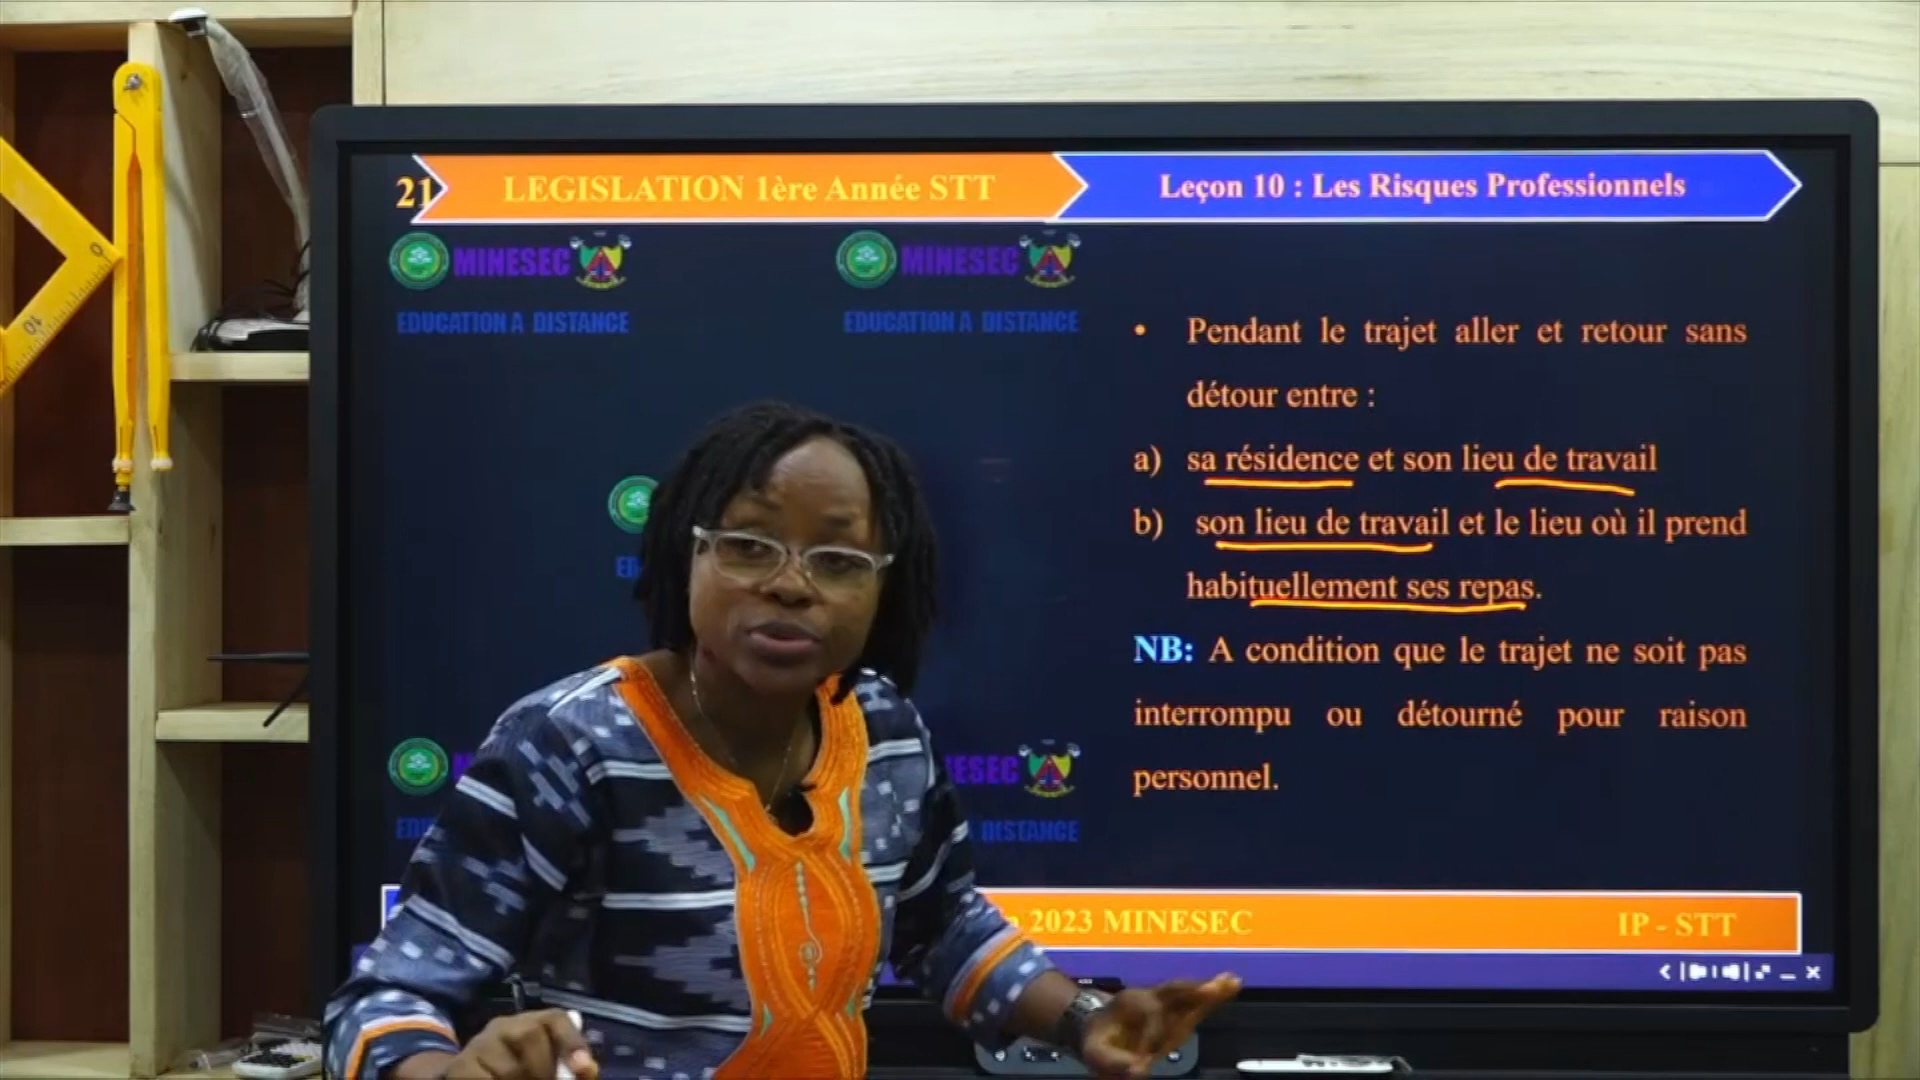 21
LEGISLATION 1ère Année STT
Leçon 10 : Les Risques Professionnels
MINESEC
MINESEC
EDUCATION A DISTANCE
EDUCATION A DISTANCE
• Pendant le trajet aller et retour sans
détour entre :
a) sa résidence et son lieu de travail
b) son lieu de travail et le lieu où il prend
habituellement ses repas.
NB: A condition que le trajet ne soit pas
interrompu ou détourné pour raison
personnel.
DISTANCE
2023 MINESEC
IP - STT
0
10